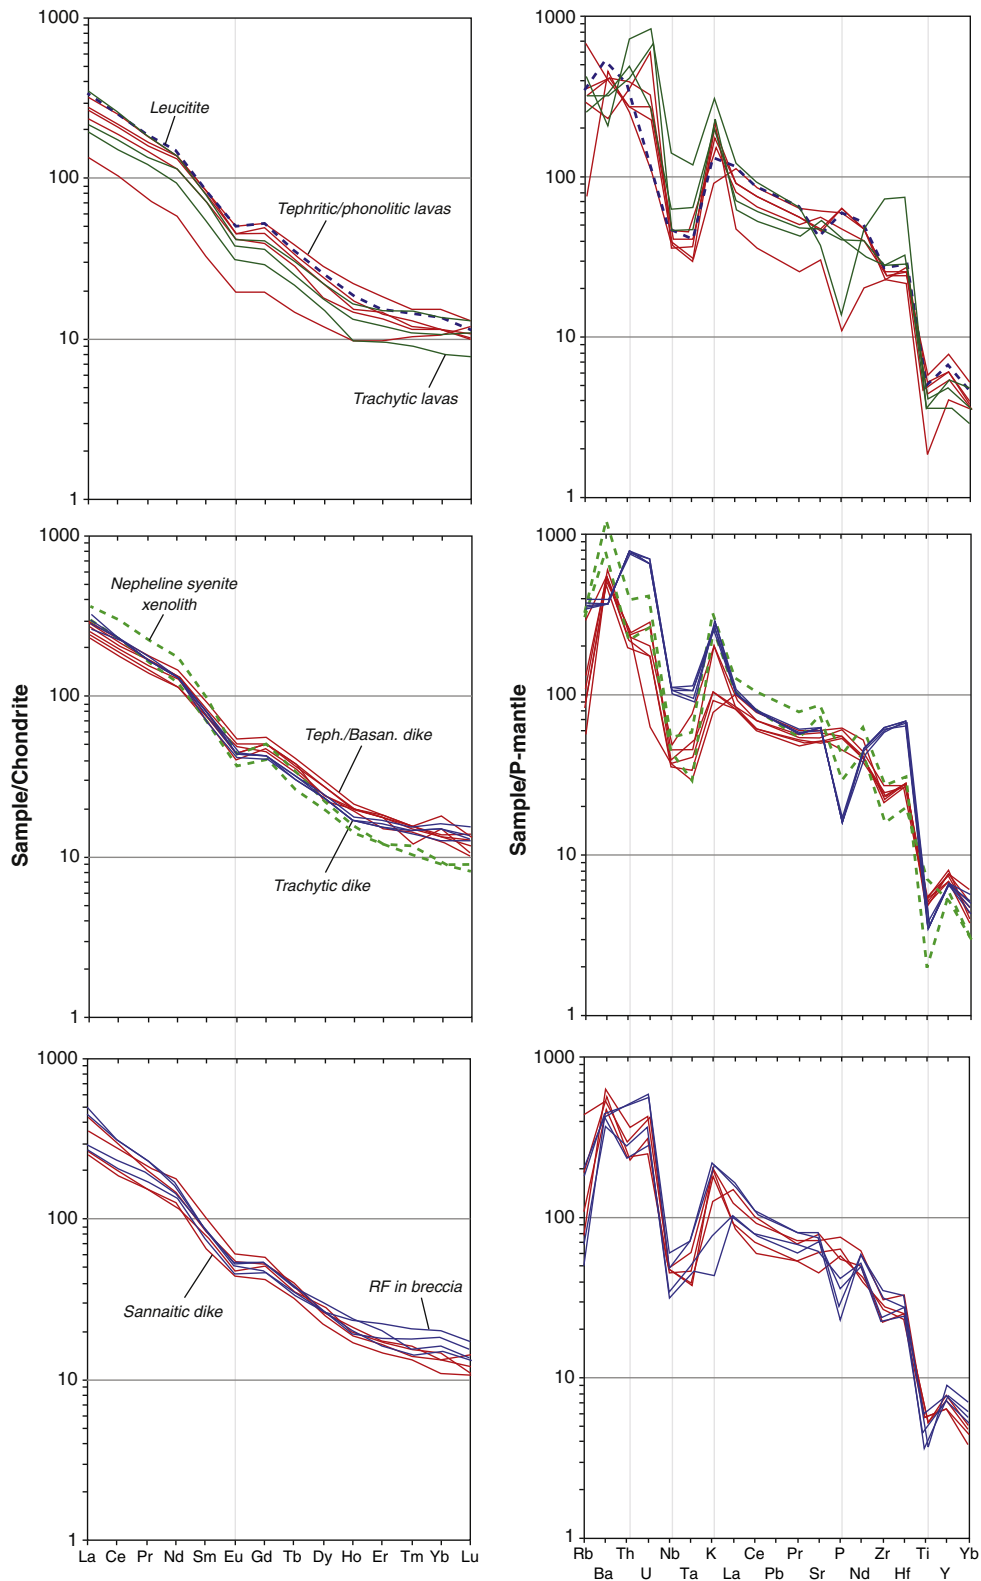 1000
100
10
1
Leucitite
Tephritic/phonolitic lavas
Trachytic lavas
1000
100
10
1
Sample/Chondrite
1000
100
10
1
Nepheline syenite
xenolith
Teph./Basan. dike
Trachytic dike
Sample/P-mantle
1000
100
10
1
1000
100
10
1
Sannaitic dike
RF in breccia
La Ce Pr Nd Sm Eu Gd Tb Dy Ho Er Tm Yb Lu
1000
100
10
1
Rb Th Nb K Ce Pr P Zr Ti Yb
Ba U Ta La Pb Sr Nd Hf Y